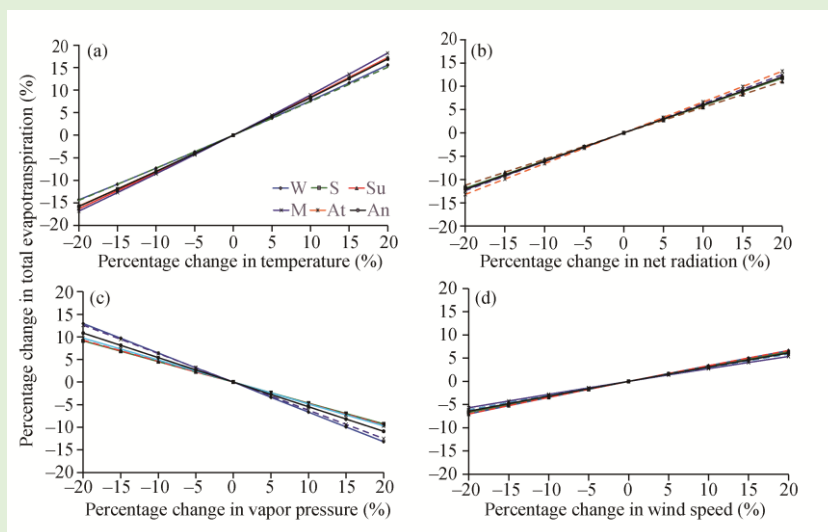 Percentage change in total evapotranspiration (%)
(a)
20
15
10
5
0
−5
−10
−15
−20
W S Su
M At An
−20 −15 −10 −5 0 5 10 15 20
Percentage change in temperature (%)
(b)
20
15
10
5
0
−5
−10
−15
−20
−20 −15 −10 −5 0 5 10 15 20
Percentage change in net radiation (%)
(c)
20
15
10
5
0
−5
−10
−15
−20
−20 −15 −10 −5 0 5 10 15 20
Percentage change in vapor pressure (%)
(d)
20
15
10
5
0
−5
−10
−15
−20
−20 −15 −10 −5 0 5 10 15 20
Percentage change in wind speed (%)